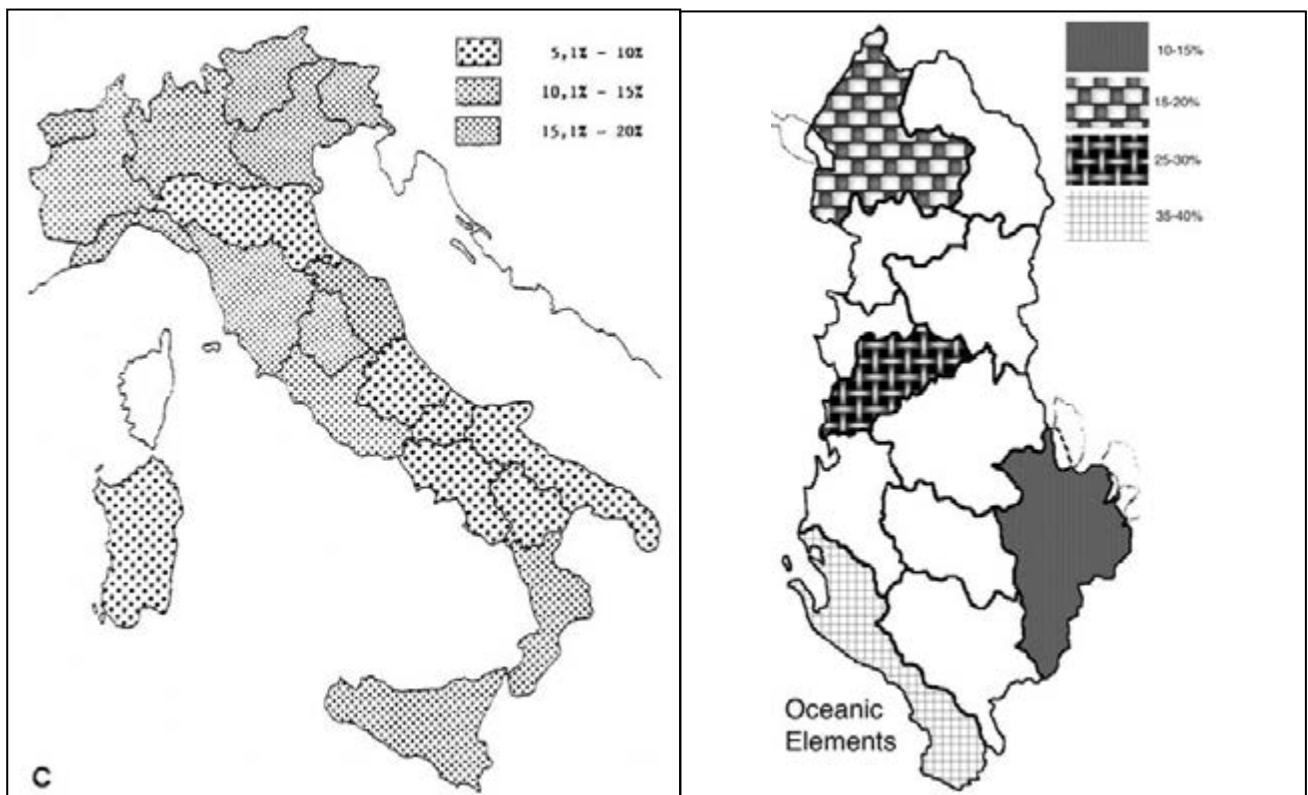 5,1% - 10%
10,1% - 15%
15,1% - 20%
C
10-15%
15-20%
25-30%
35-40%
Oceanic
Elements